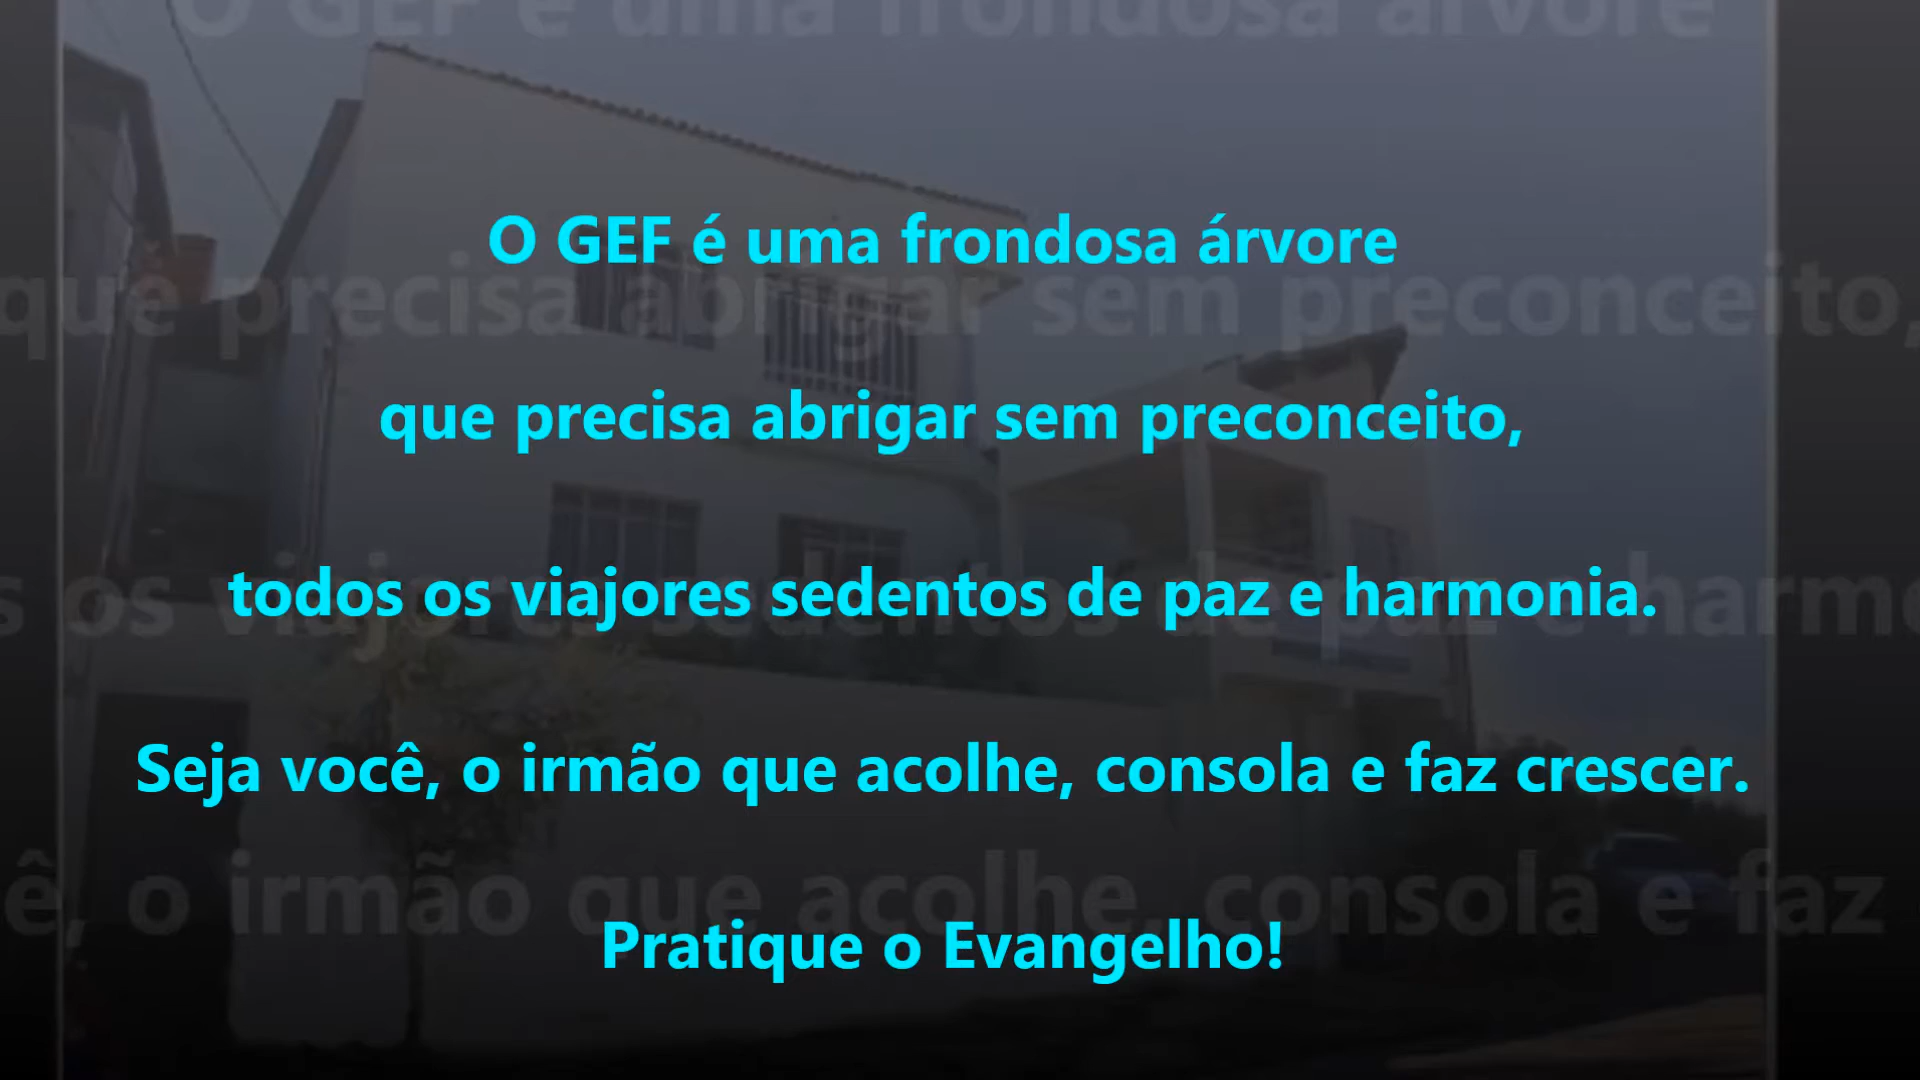 O GEF é uma frondosa árvore
que precisa abrigar sem preconceito,
todos os viajores sedentos de paz e harmonia.
Seja você, o irmão que acolhe, consola e faz crescer.
Pratique o Evangelho!